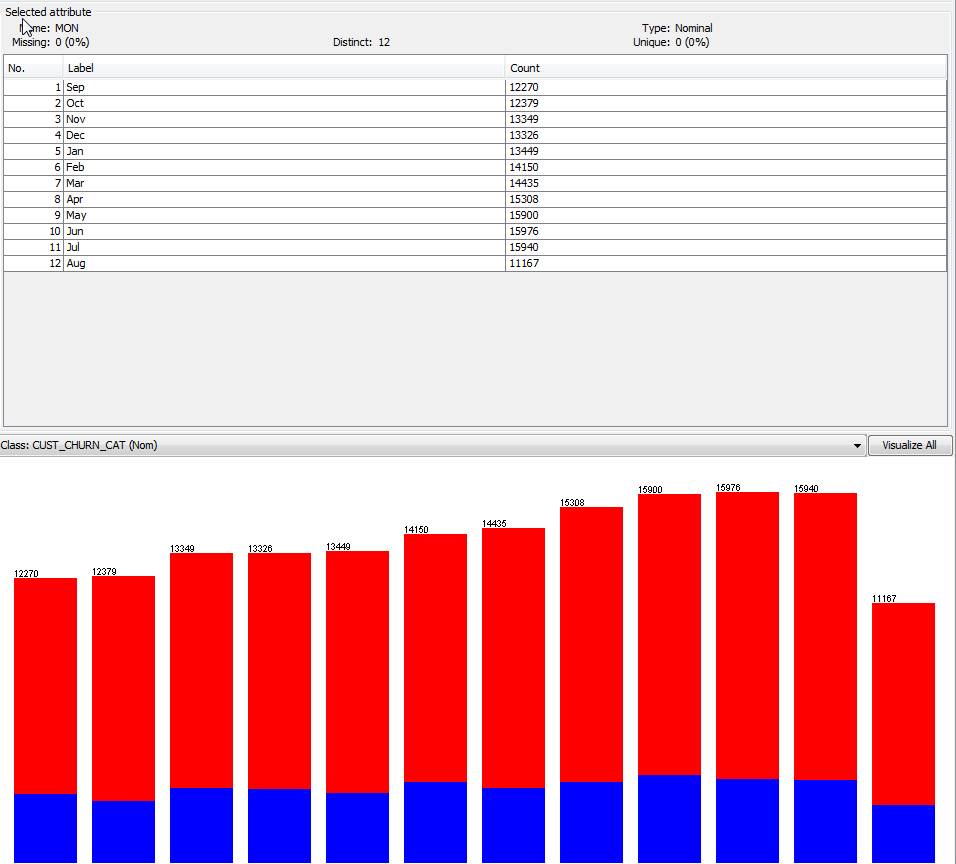 Selected attribute
Name: MON Type: Nominal
Missing: 0 (0%) Distinct: 12 Unique: 0 (0%)
No. Label Count
1 Sep 12270
2 Oct 12379
3 Nov 13349
4 Dec 13326
5 Jan 13449
6 Feb 14150
7 Mar 14435
8 Apr 15308
9 May 15900
10 Jun 15976
11 Jul 15940
12 Aug 11167
Class: CUST_CHURN_CAT (Nom) Visualize All
12270 12379 13349 13326 13449 14150 14435 15308 15900 15976 15940 11167